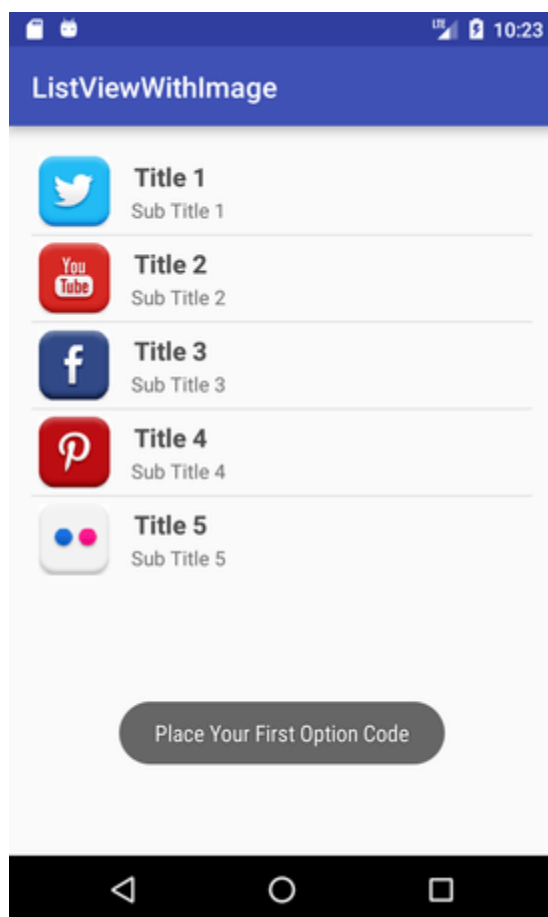 LTE 10:23
ListViewWithImage
Title 1
Sub Title 1
You
Tube
Title 2
Sub Title 2
f
Title 3
Sub Title 3
Title 4
Sub Title 4
Title 5
Sub Title 5
Place Your First Option Code